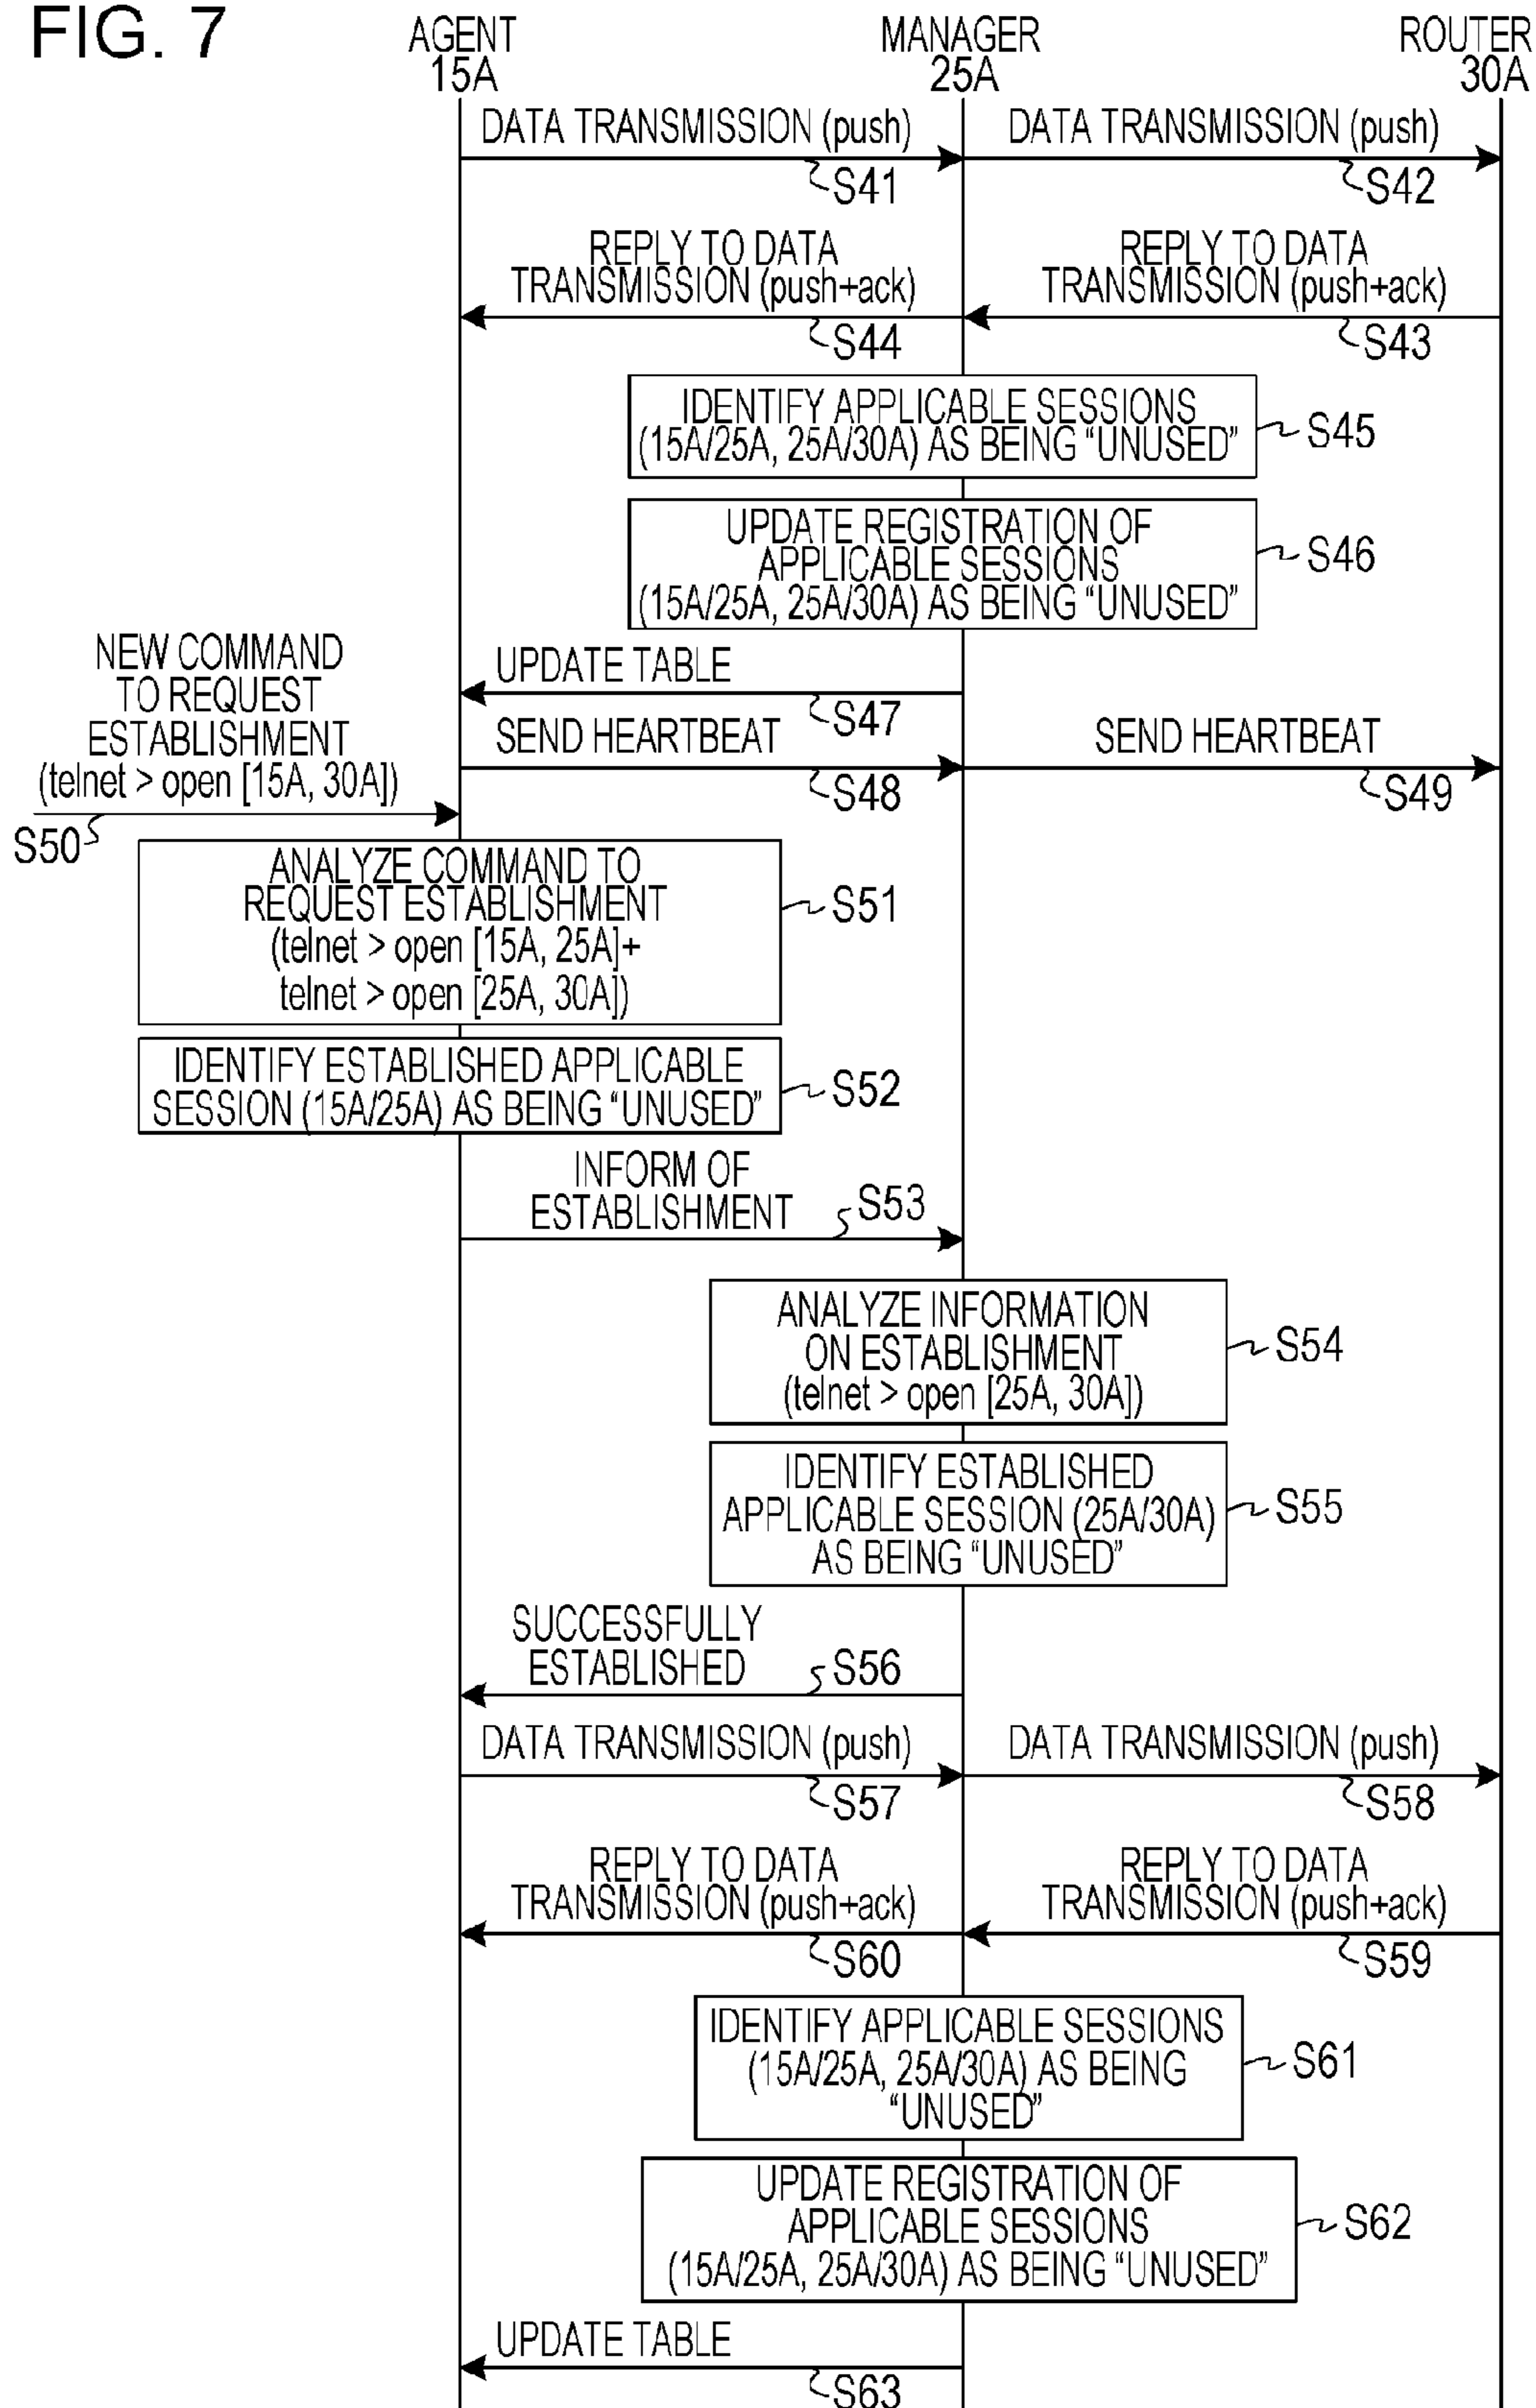 FIG. 7
AGENT
15A
MANAGER
25A
ROUTER
30A
DATA TRANSMISSION (push)
S41
DATA TRANSMISSION (push)
S42
REPLY TO DATA
TRANSMISSION (push+ack)
S44
REPLY TO DATA
TRANSMISSION (push+ack)
S43
IDENTIFY APPLICABLE SESSIONS
(15A/25A, 25A/30A) AS BEING “UNUSED”
S45
UPDATE REGISTRATION OF
APPLICABLE SESSIONS
(15A/25A, 25A/30A) AS BEING “UNUSED”
S46
UPDATE TABLE
S47
NEW COMMAND
TO REQUEST
ESTABLISHMENT
(telnet > open [15A, 30A])
S50
SEND HEARTBEAT
S48
SEND HEARTBEAT
S49
ANALYZE COMMAND TO
REQUEST ESTABLISHMENT
(telnet > open [15A, 25A]+
telnet > open [25A, 30A])
S51
IDENTIFY ESTABLISHED APPLICABLE
SESSION (15A/25A) AS BEING “UNUSED”
S52
INFORM OF
ESTABLISHMENT
S53
ANALYZE INFORMATION
ON ESTABLISHMENT
(telnet > open [25A, 30A])
S54
IDENTIFY ESTABLISHED
APPLICABLE SESSION (25A/30A)
AS BEING “UNUSED”
S55
SUCCESSFULLY
ESTABLISHED
S56
DATA TRANSMISSION (push)
S57
DATA TRANSMISSION (push)
S58
REPLY TO DATA
TRANSMISSION (push+ack)
S60
REPLY TO DATA
TRANSMISSION (push+ack)
S59
IDENTIFY APPLICABLE SESSIONS
(15A/25A, 25A/30A) AS BEING
“UNUSED”
S61
UPDATE REGISTRATION OF
APPLICABLE SESSIONS
(15A/25A, 25A/30A) AS BEING “UNUSED”
S62
UPDATE TABLE
S63